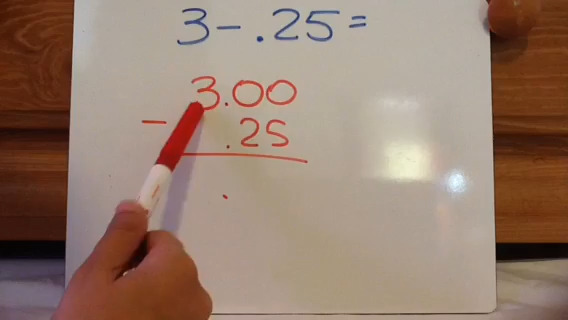 3 - .25 =
3.00
- .25
.